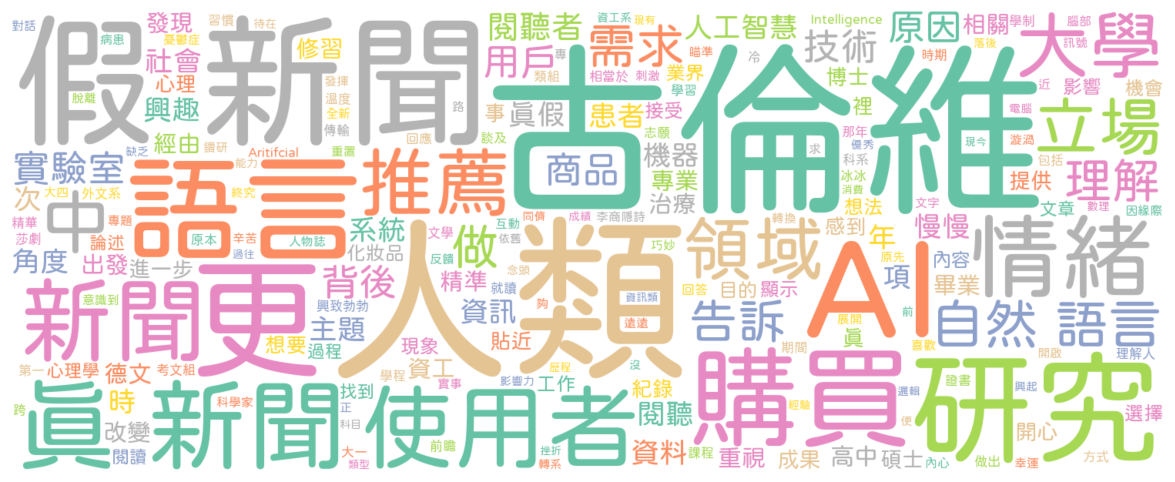 假新聞
古倫維
人類
AI
語言
更
研究
購買
情緒
真新聞
使用者
新聞
推薦
大學
需求
領域
立場
中
自然 語言
理解
告訴
做
商品
技術
用戶
原因
閱聽者
人工智慧
Intelligence
相關
學制
腦部
訊號
落後
現有
資工系
對話
習慣
待在
病患
憂鬱症
發現
修習
社會
心理
脫離
興趣
發揮
溫度
全新
傳輸
路
專
類組
相當於
刺激
瞄準
業界
冷
博士
時期
影響
機會
近
電腦
學習
那年
優秀
現今
漩渦
包括
事
真假
患者
接受
裡
志願
科系
冰冰
消費
求
提供
經由
鑽研
回應
談及
重置
缺乏
Aritifcial
能力
實驗室
機器
專業
治療
想法
文字
文章
數理
因緣際
次
大四
外文系
終究
同儕
成績
李商隱詩
轉換
感到
慢慢
年
精華
專題
原本
辛苦
人物誌
系統
互動
文學
依舊
巧妙
原先
莎劇
論述
過往
化妝品
反饋
念頭
精準
角度
出發
進一步
背後
就讀
夠
資訊類
回答
目的
顯示
項
內容
畢業
意識到
興致勃勃
主題
資訊
遠遠
展開
前
真
喜歡
開啟
理解人
想要
過程
現象
貼近
歷程
沒
期間
邏輯
證書
興起
第一
心理學
德文
考文組
學程
資工
實事
影響力
工作
找到
紀錄
經驗
便
選擇
跨
時
科學家
正
科目
閱聽
開心
改變
閱讀
大一
類型
前瞻
挫折
轉系
資料
課程
重視
成果
高中
碩士
內心
做出
幸運
方式